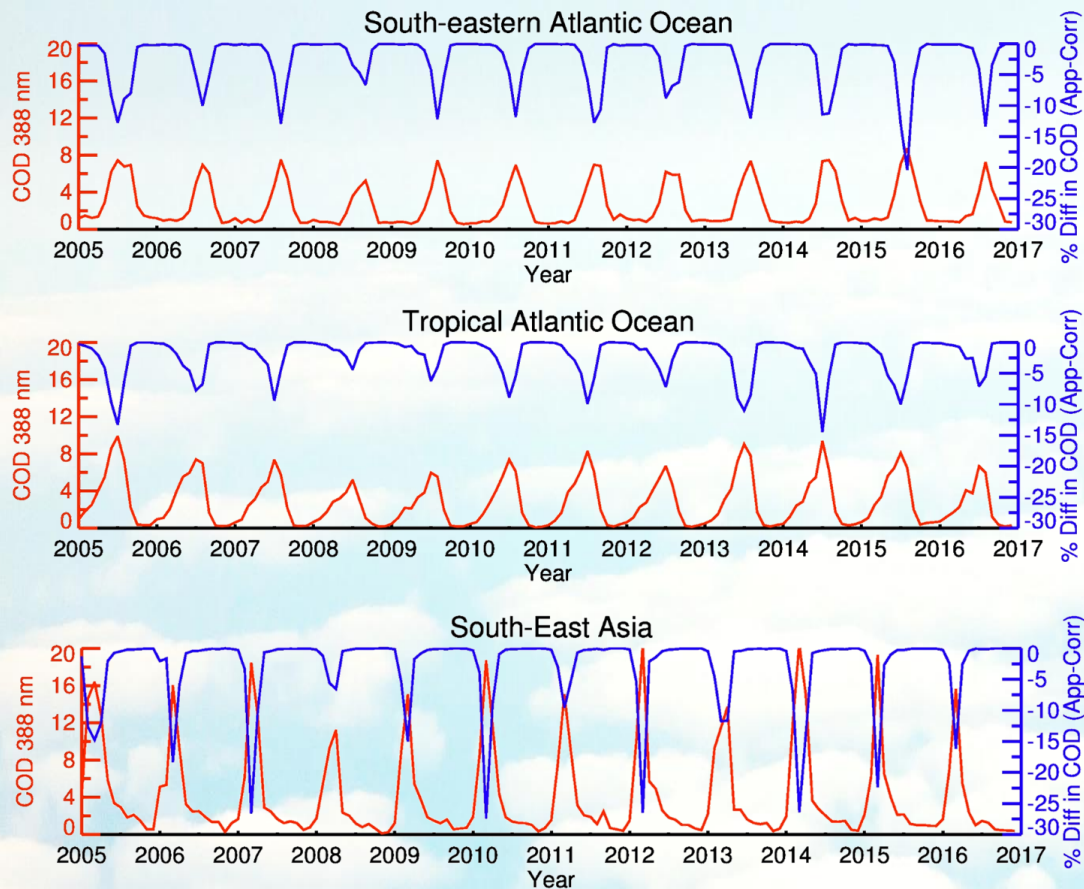 South-eastern Atlantic Ocean
COD 388 nm
20
16
12
8
4
0
0
-5
-10
-15
-20
-25
-30
% Diff in COD (App-Corr)
2005 2006 2007 2008 2009 2010 2011 2012 2013 2014 2015 2016 2017
Year
Tropical Atlantic Ocean
COD 388 nm
20
16
12
8
4
0
0
-5
-10
-15
-20
-25
-30
% Diff in COD (App-Corr)
2005 2006 2007 2008 2009 2010 2011 2012 2013 2014 2015 2016 2017
Year
South-East Asia
COD 388 nm
20
16
12
8
4
0
0
-5
-10
-15
-20
-25
-30
% Diff in COD (App-Corr)
2005 2006 2007 2008 2009 2010 2011 2012 2013 2014 2015 2016 2017
Year